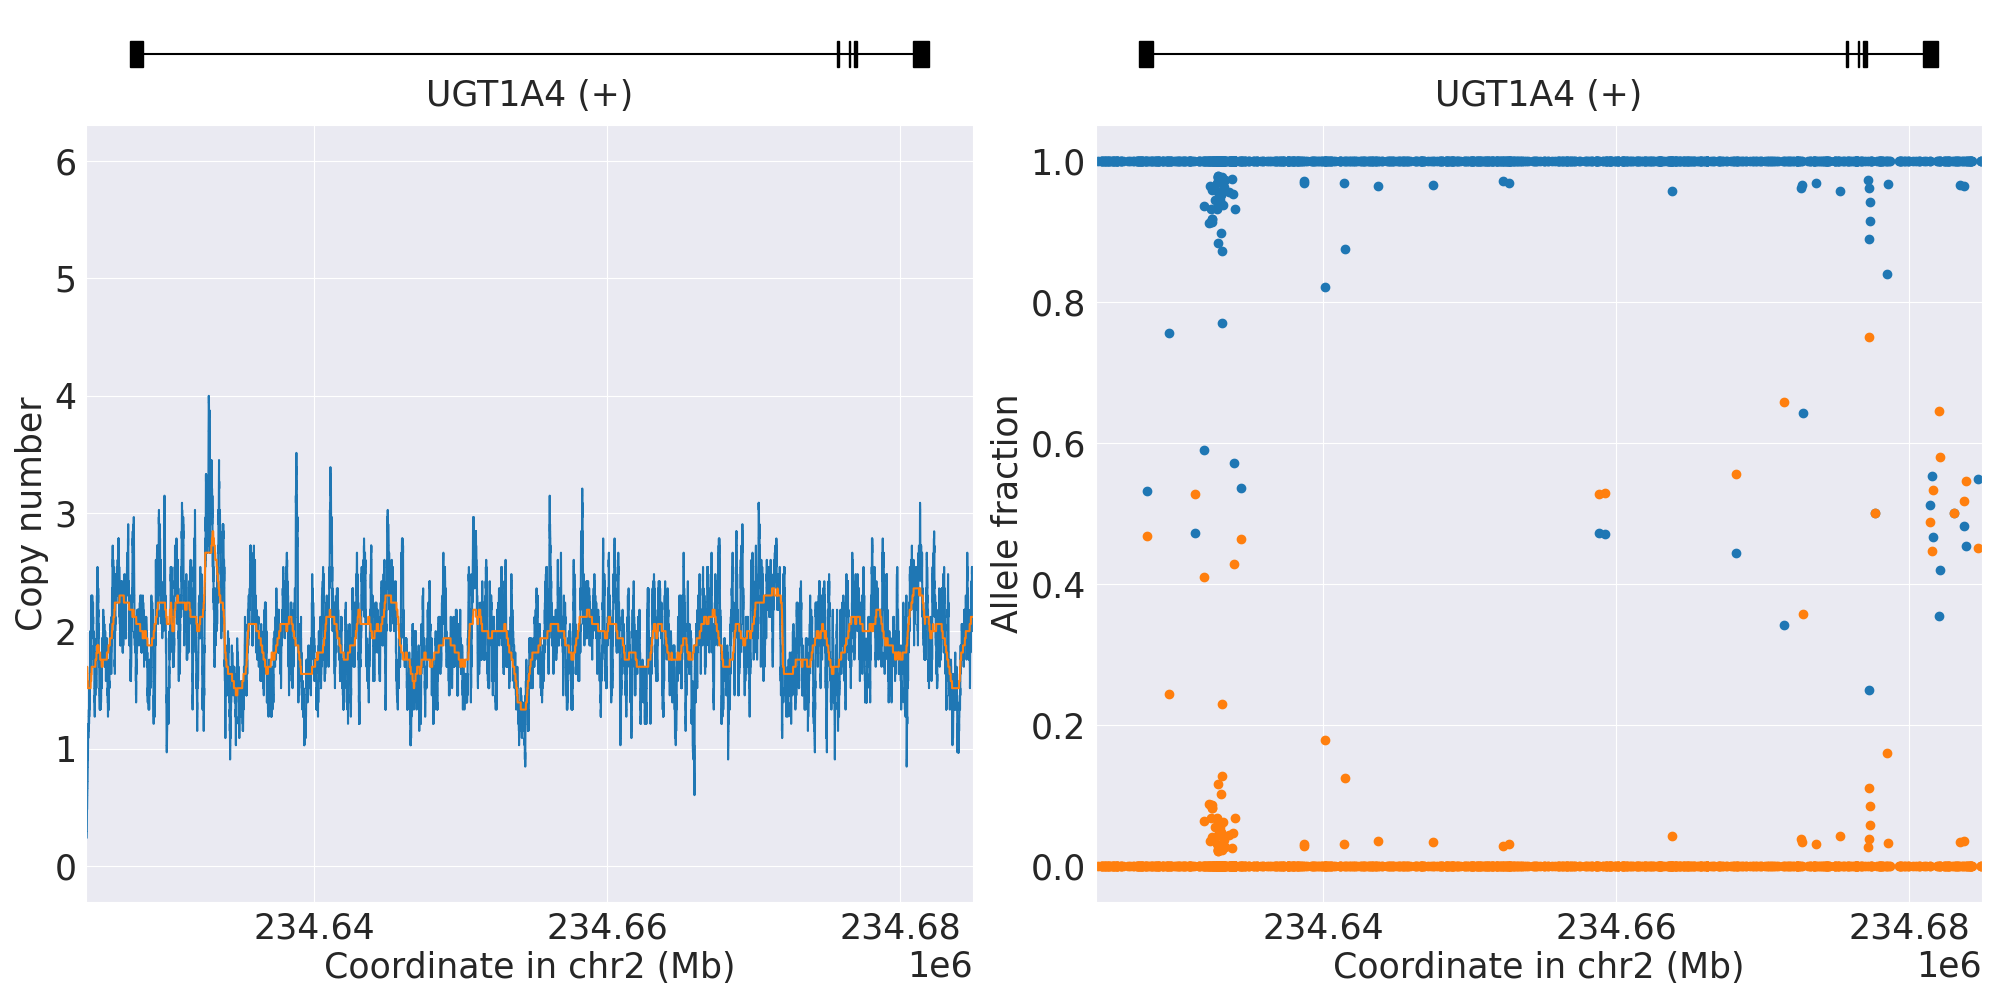 UGT1A4 (+)
6
5
4
3
2
1
0
Copy number
234.64 234.66 234.68
Coordinate in chr2 (Mb)
1e6
UGT1A4 (+)
1.0
0.8
0.6
0.4
0.2
0.0
Allele fraction
234.64 234.66 234.68
Coordinate in chr2 (Mb)
1e6